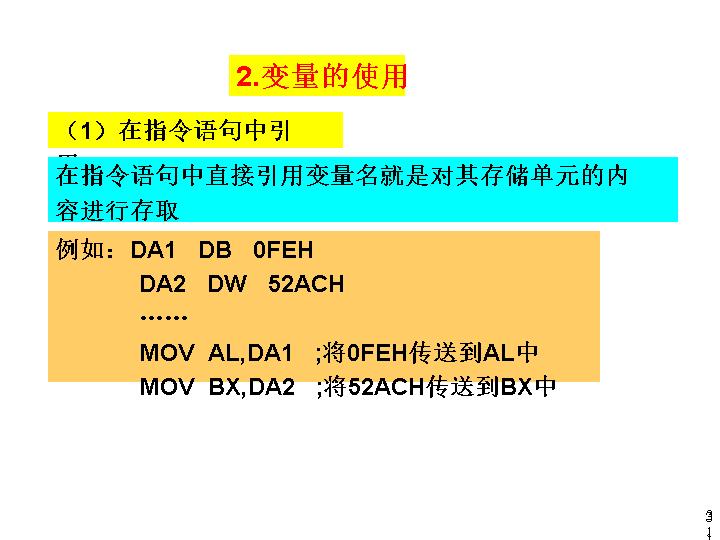 2.变量的使用
（1）在指令语句中引
在指令语句中直接引用变量名就是对其存储单元的内
容进行存取
例如：DA1 DB 0FEH
DA2 DW 52ACH
……
MOV AL,DA1 ;将0FEH传送到AL中
MOV BX,DA2 ;将52ACH传送到BX中